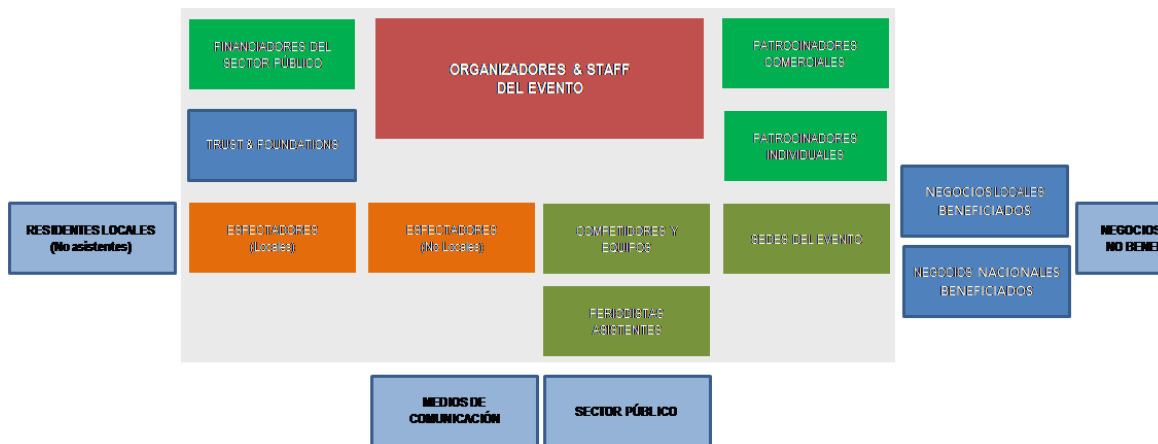 FINANCIADORES DEL
SECTOR PÚBLICO
ORGANIZADORES & STAFF
DEL EVENTO
PATROCINADORES
COMERCIALES
TRUST & FOUNDATIONS
PATROCINADORES
INDIVIDUALES
RESIDENTES LOCALES
(No asistentes)
ESPECTADORES
(Locales)
ESPECTADORES
(No Locales)
COMPETIDORES Y
EQUIPOS
SEDES DEL EVENTO
NEGOCIOS LOCALES
BENEFICIADOS
NEGOCIOS NACIONALES
BENEFICIADOS
NEGOCIOS
NO BENEF
PERIODISTAS
ASISTENTES
MEDIOS DE
COMUNICACIÓN
SECTOR PÚBLICO